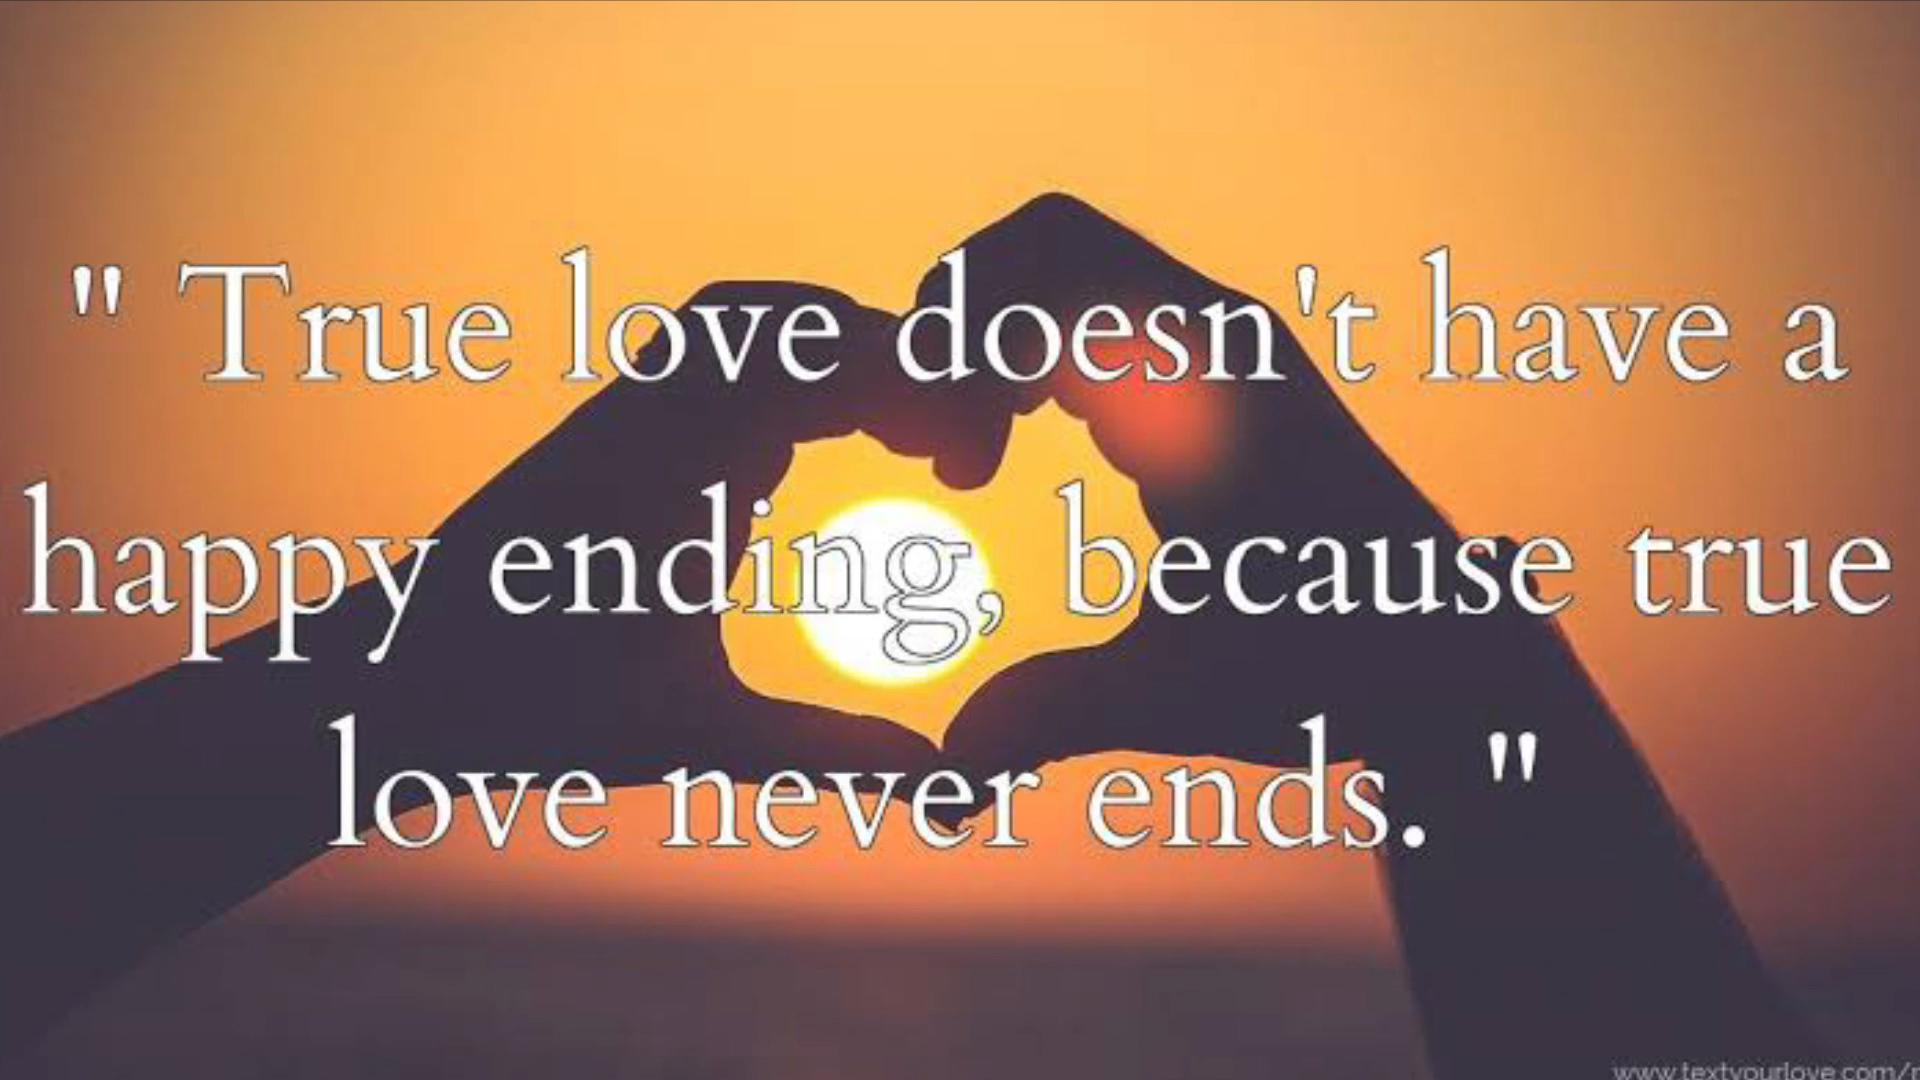 " True love doesn't have a
happy ending, because true
love never ends. "
www.textyourlove.com/